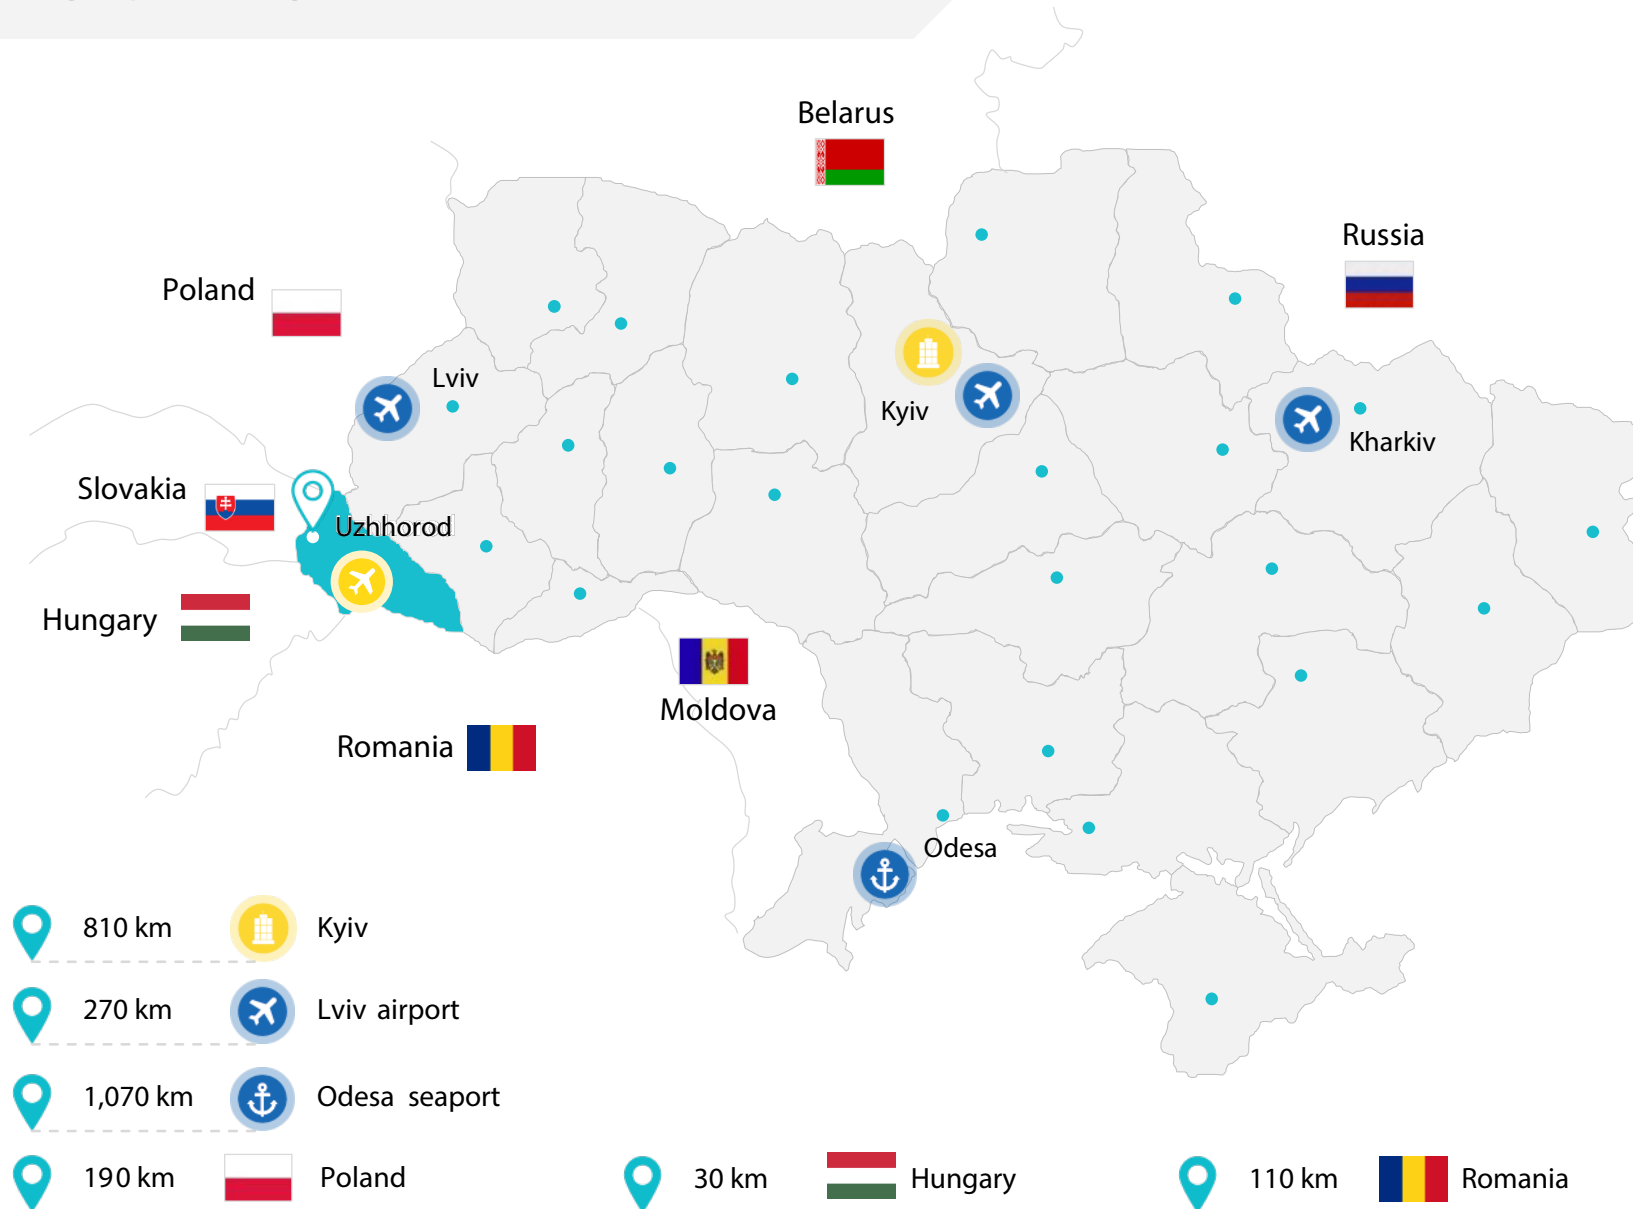 Belarus
Russia
Poland
Lviv
Kyiv
Kharkiv
Slovakia
Uzhhorod
Hungary
Moldova
Romania
Odesa
810 km Kyiv
270 km Lviv airport
1,070 km Odesa seaport
190 km Poland
30 km Hungary
110 km Romania